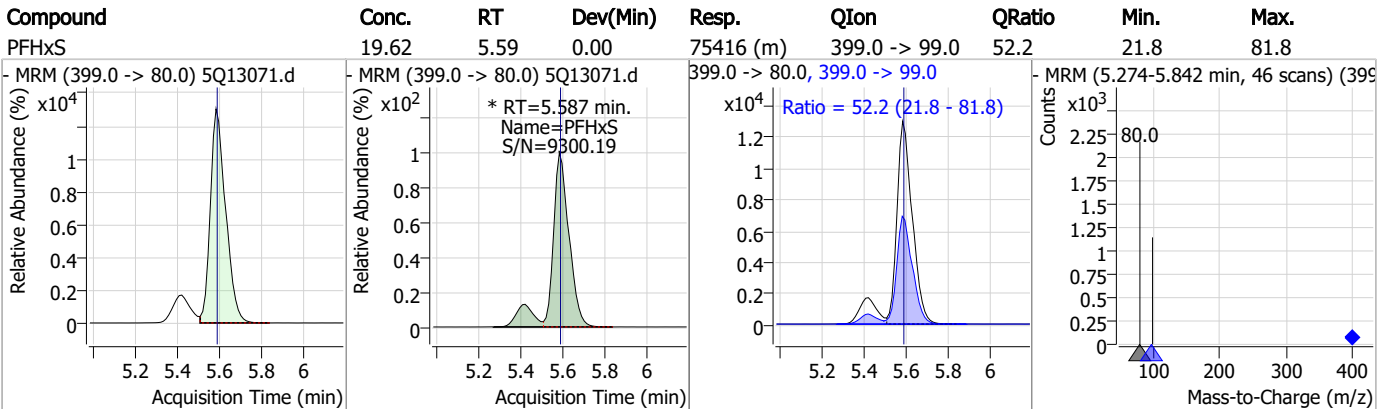 Compound Conc. RT Dev(Min) Resp. QIon QRatio Min. Max.
PFHxS 19.62 5.59 0.00 75416 (m) 399.0 -> 99.0 52.2 21.8 81.8
- MRM (399.0 -> 80.0) 5Q13071.d
x10⁴
Relative Abundance (%)
1
0.8
0.6
0.4
0.2
0
5.2 5.4 5.6 5.8 6
Acquisition Time (min)
- MRM (399.0 -> 80.0) 5Q13071.d
x10²
* RT=5.587 min.
Name=PFHxS
S/N=9300.19
Relative Abundance (%)
1
0.8
0.6
0.4
0.2
0
5.2 5.4 5.6 5.8 6
Acquisition Time (min)
399.0 -> 80.0, 399.0 -> 99.0
x10⁴
Ratio = 52.2 (21.8 - 81.8)
1.2
1
0.8
0.6
0.4
0.2
0
5.2 5.4 5.6 5.8 6
Acquisition Time (min)
- MRM (5.274-5.842 min, 46 scans) (399
x10³
Counts
80.0
2.25
2
1.75
1.5
1.25
1
0.75
0.5
0.25
0
100 200 300 400
Mass-to-Charge (m/z)